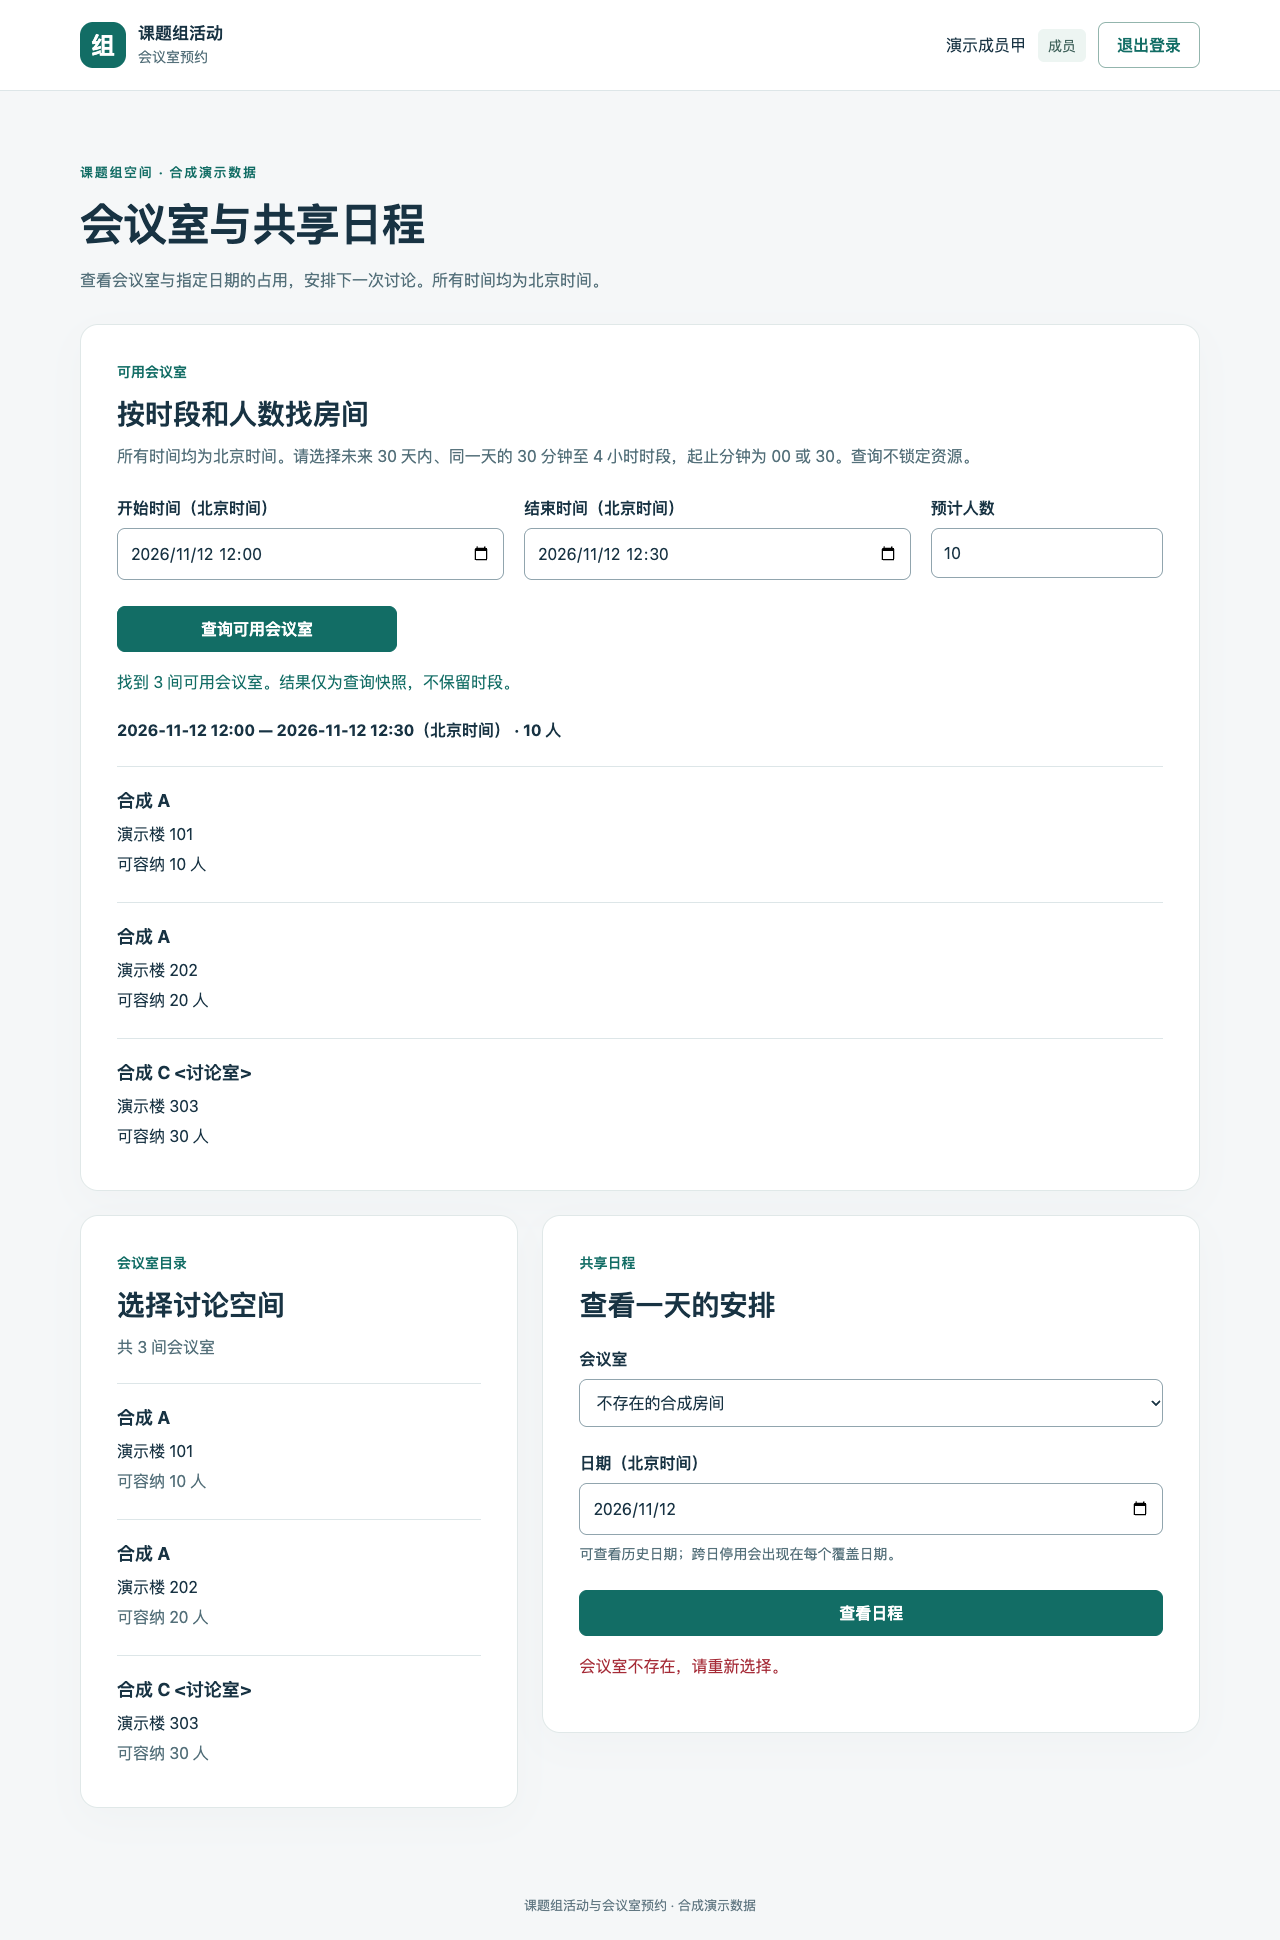 组
课题组活动
会议室预约
演示成员甲
成员
退出登录
课题组空间 · 合成演示数据
会议室与共享日程
查看会议室与指定日期的占用，安排下一次讨论。所有时间均为北京时间。
可用会议室
按时段和人数找房间
所有时间均为北京时间。请选择未来 30 天内、同一天的 30 分钟至 4 小时时段，起止分钟为 00 或 30。查询不锁定资源。
开始时间（北京时间）
结束时间（北京时间）
预计人数
2026/11/12 12:00
2026/11/12 12:30
10
查询可用会议室
找到 3 间可用会议室。结果仅为查询快照，不保留时段。
2026-11-12 12:00 — 2026-11-12 12:30（北京时间） · 10 人
合成 A
演示楼 101
可容纳 10 人
合成 A
演示楼 202
可容纳 20 人
合成 C <讨论室>
演示楼 303
可容纳 30 人
会议室目录
选择讨论空间
共 3 间会议室
合成 A
演示楼 101
可容纳 10 人
合成 A
演示楼 202
可容纳 20 人
合成 C <讨论室>
演示楼 303
可容纳 30 人
共享日程
查看一天的安排
会议室
不存在的合成房间
日期（北京时间）
2026/11/12
可查看历史日期；跨日停用会出现在每个覆盖日期。
查看日程
会议室不存在，请重新选择。
课题组活动与会议室预约 · 合成演示数据